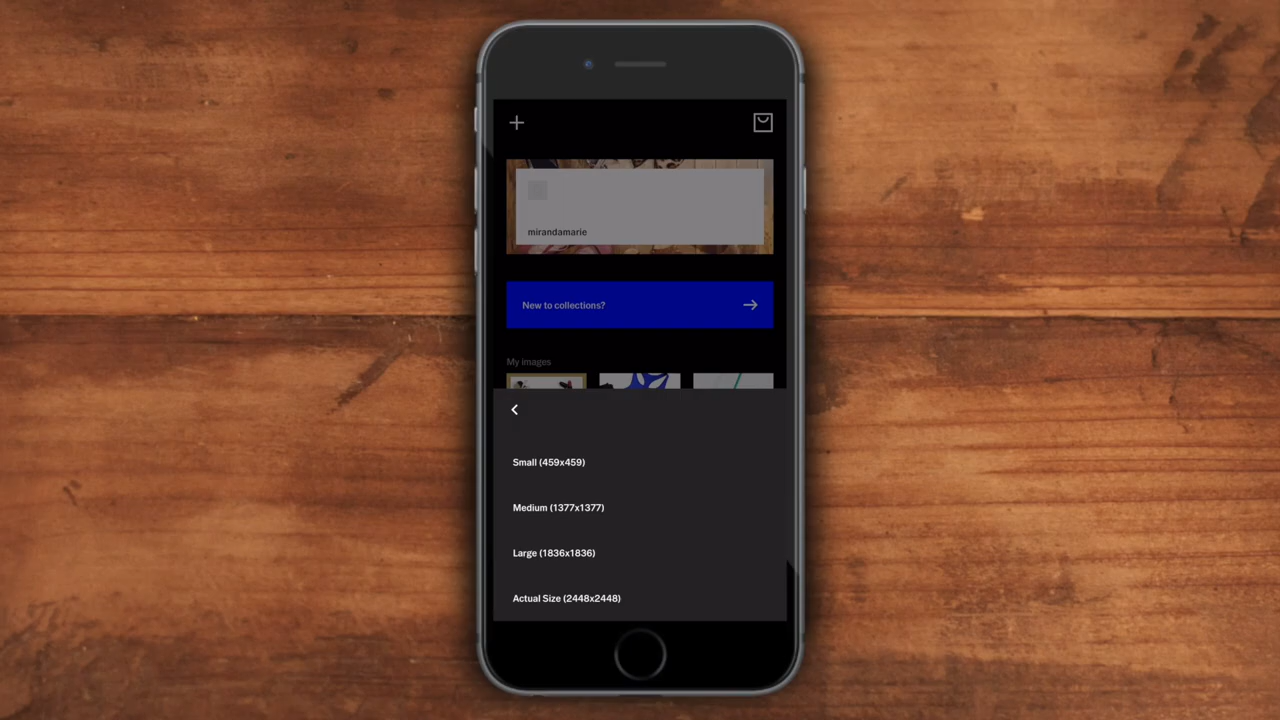 mirandamarie
New to collections?
My images
Small (459x459)
Medium (1377x1377)
Large (1836x1836)
Actual Size (2448x2448)